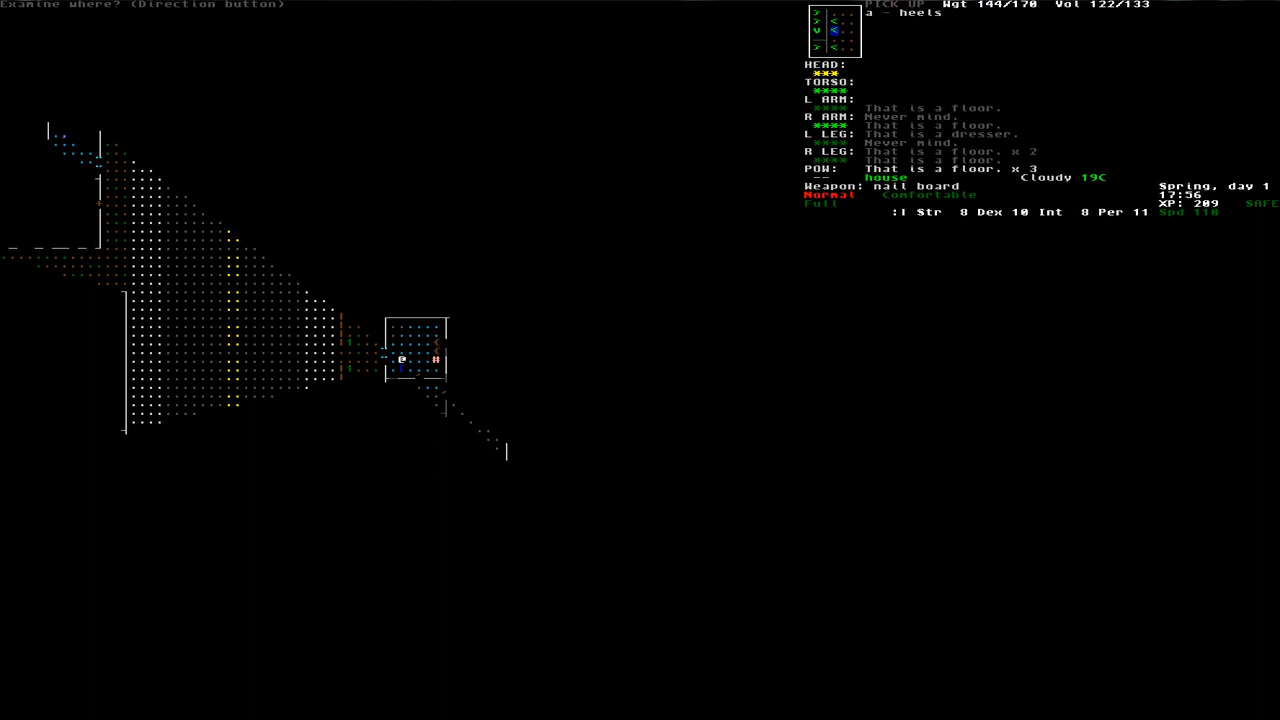 Examine where? (Direction button)
PICK UP Wgt 144/170 Vol 122/133
a - heels
HEAD:
***
TORSO:
****
L ARM:
**** That is a floor.
R ARM: Never mind.
**** That is a floor.
L LEG: That is a dresser.
**** Never mind.
R LEG: That is a floor. x 2
**** That is a floor.
POW: That is a floor. x 3
-- house Cloudy 19C
Weapon: nail board Spring, day 1
Normal Comfortable 17:56
Full XP: 209 SAFE
:I Str 8 Dex 10 Int 8 Per 11 Spd 110